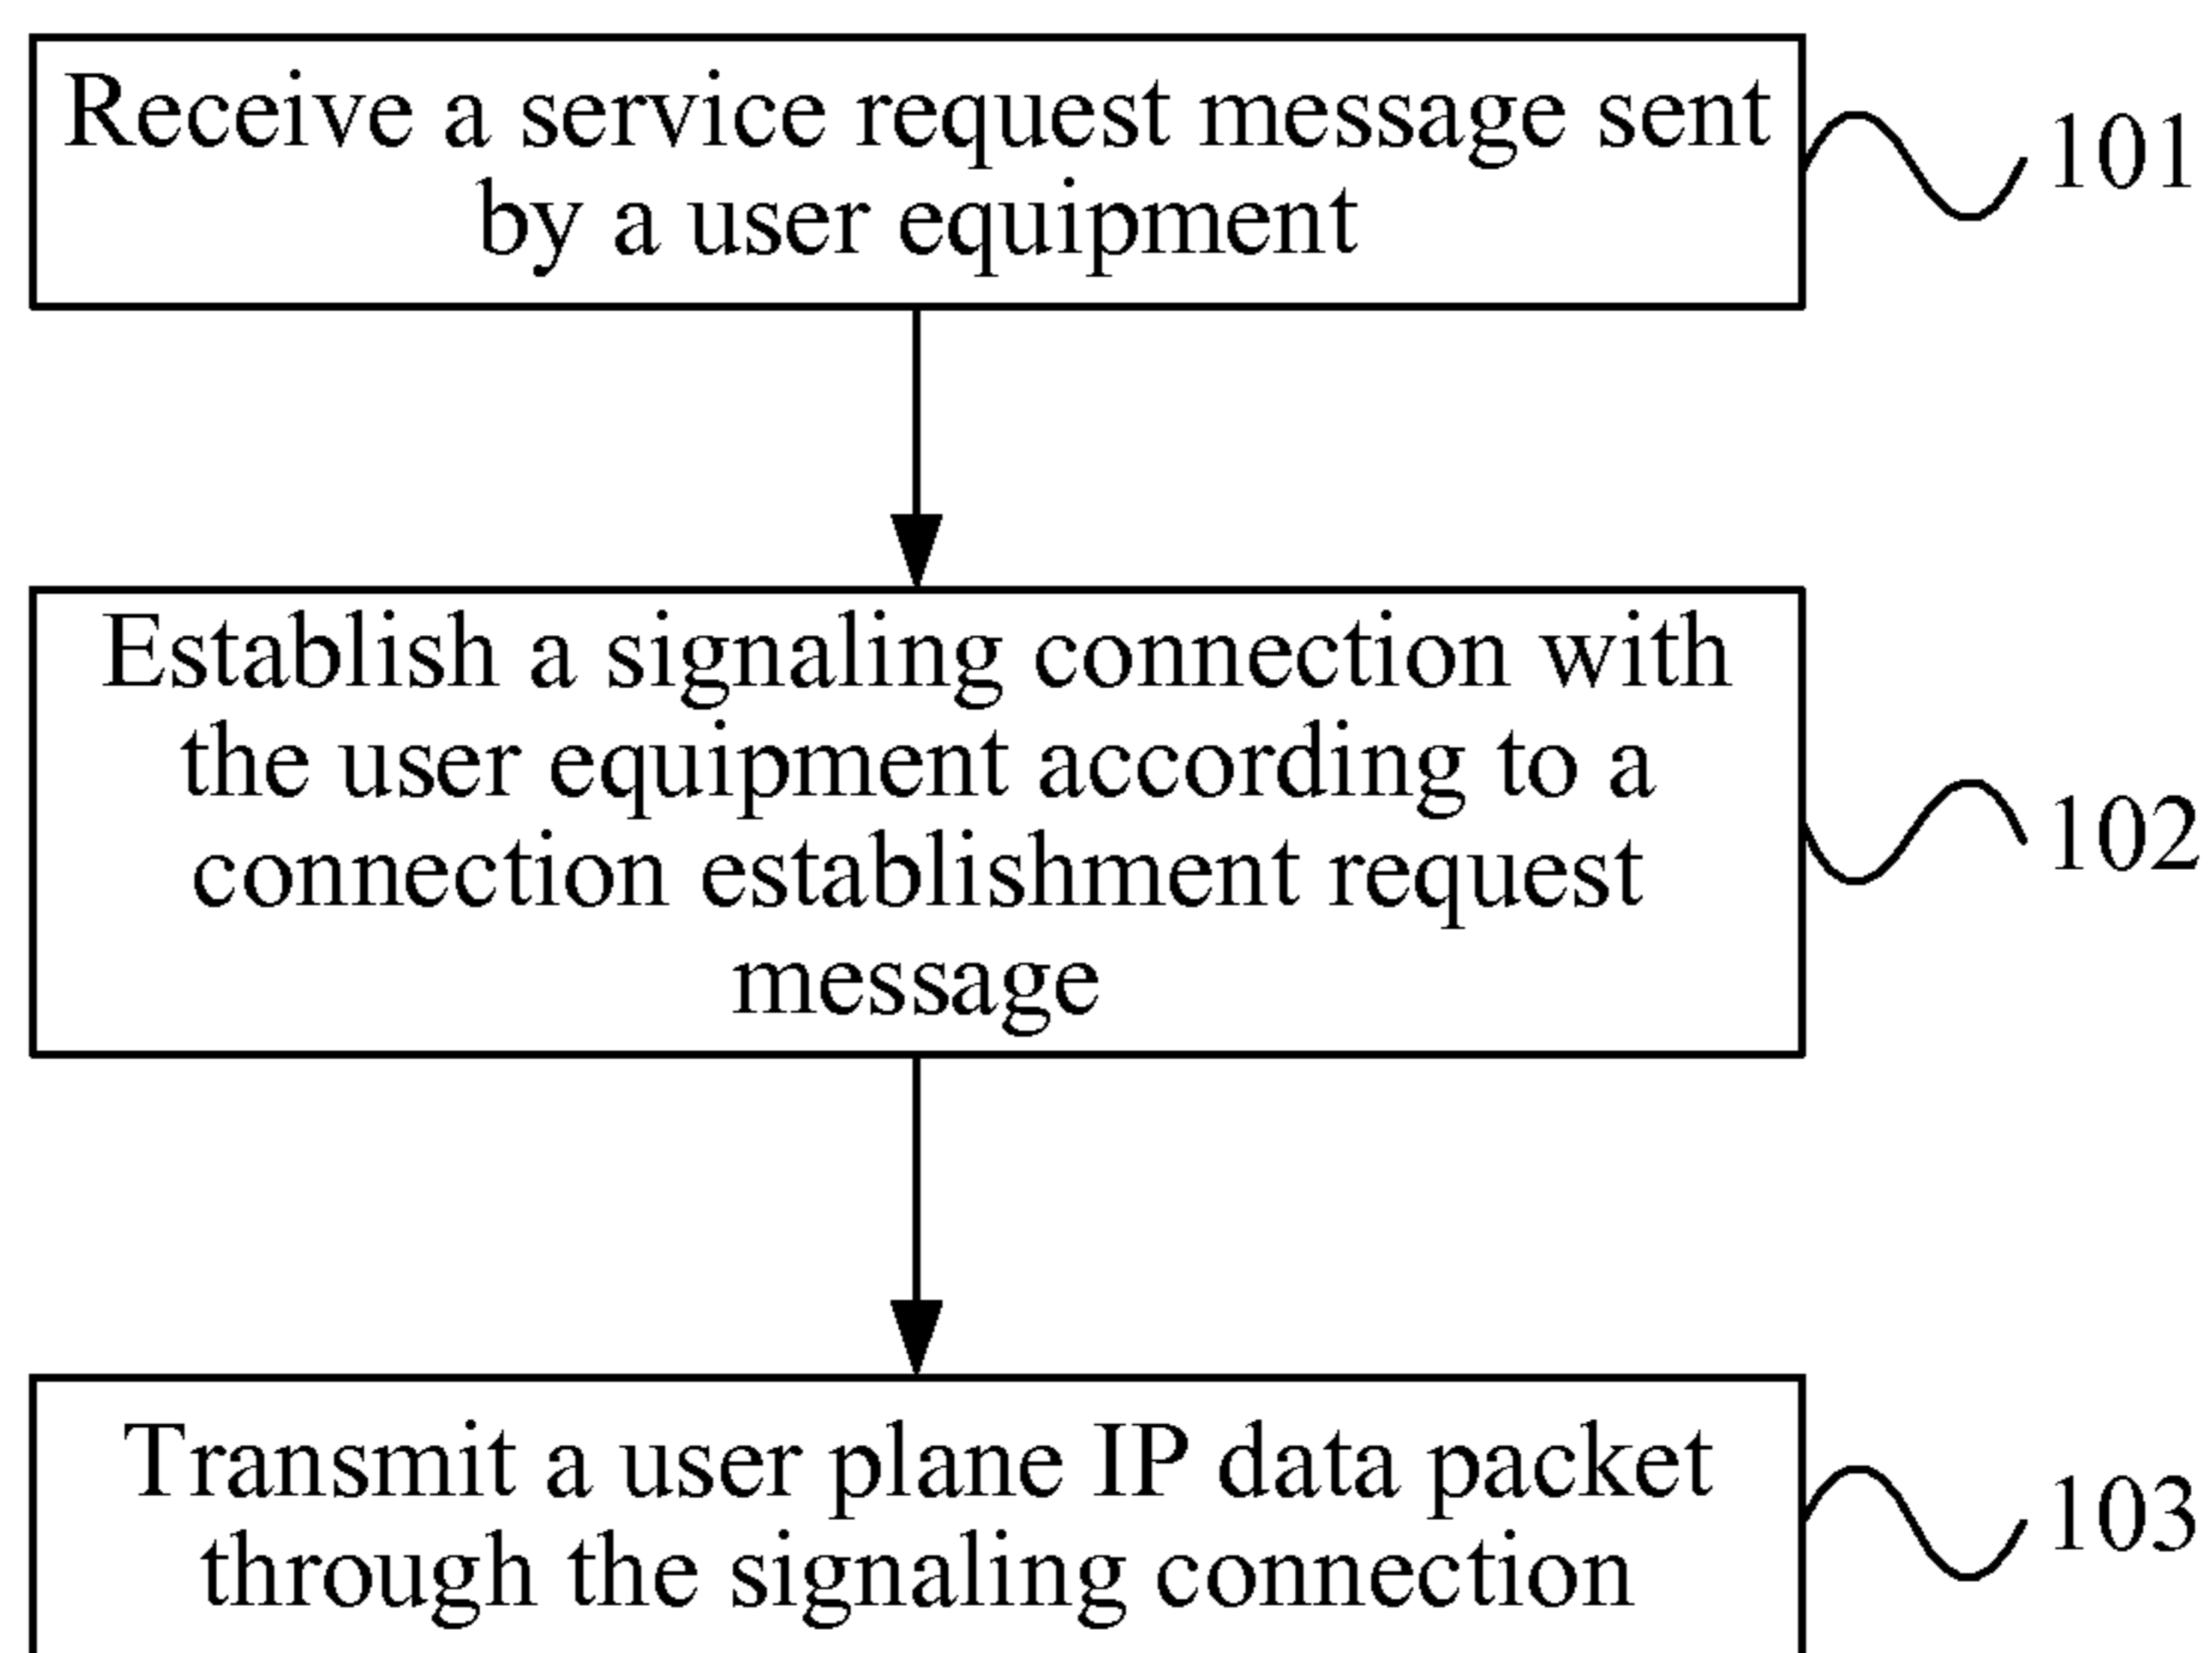 Receive a service request message sent
by a user equipment
101
Establish a signaling connection with
the user equipment according to a
connection establishment request
message
102
Transmit a user plane IP data packet
through the signaling connection
103